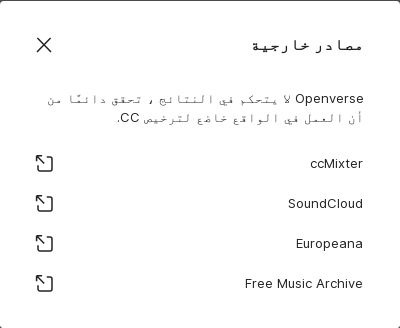 مصادر خارجية
Openverse لا يتحكم في النتائج ، تحقق دائمًا من
أن العمل في الواقع خاضع لترخيص CC.
ccMixter
SoundCloud
Europeana
Free Music Archive